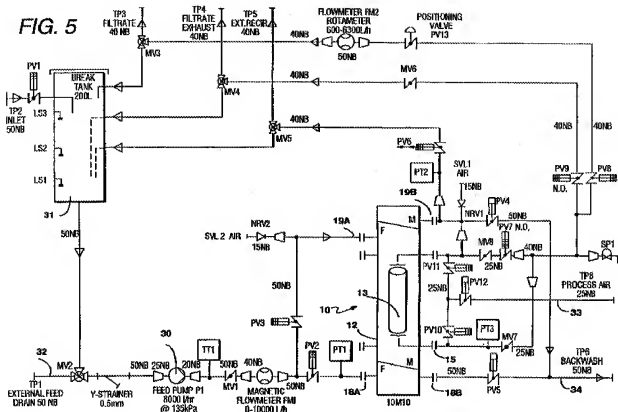 FIG. 5
TP3
FILTRATE
40 NB
TP4
FILTRATE
EXHAUST
40NB
TP5
EXT.RECIR.
40NB
FLOWMETER RM2
ROTAMETER
600-6300L/h
50NB
POSITIONING
VALVE
PV13
40NB
40NB
MV3
PV1
BREAK
TANK
200L
TP2
INLET
50NB
LS3
LS2
LS1
31
MV4
40NB
MV6
40NB
40NB
40NB
MV5
PV6
PT2
SVL1
AIR
15NB
PV9
N.O.
PV8
19B
NRV1
PV4
50NB
PV7 N.O.
19A
NRV2
SVL 2 AIR
15NB
F
M
MV8
25NB
40NB
SP1
50NB
50NB
PV11
25NB
PV12
TP8
PROCESS AIR
25NB
33
10
13
PV3
PV10
PT3
MV7
12
15
25NB
32
MV2
TP1
EXTERNAL FEED
DRAIN 50 NB
Y-STRAINER
0.5mm
50NB
25NB
30
FEED PUMP P1
8000 l/hr
@ 135kPa
20NB
TT1
50NB
MV1
40NB
MAGNETIC
FLOWMETER FM1
0-10000 L/h
50NB
PV2
PT1
18A
F
M
10M10
18B
50NB
PV5
TP6
BACKWASH
50NB
34